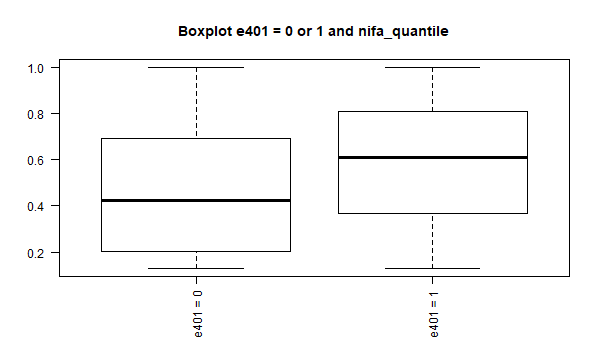 Boxplot e401 = 0 or 1 and nifa_quantile
1.0
0.8
0.6
0.4
0.2
e401 = 0
e401 = 1